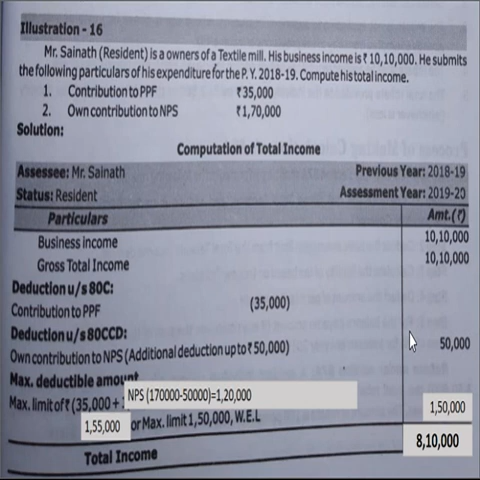 Illustration - 16
Mr. Sainath (Resident) is a owners of a Textile mill. His business income is ₹ 10,10,000. He submits
the following particulars of his expenditure for the P. Y. 2018-19. Compute his total income.
1. Contribution to PPF ₹35,000
2. Own contribution to NPS ₹1,70,000
Solution:
Computation of Total Income
Assessee: Mr. Sainath Previous Year: 2018-19
Status: Resident Assessment Year: 2019-20
Particulars Amt.(₹)
Business income 10,10,000
Gross Total Income 10,10,000
Deduction u/s 80C:
Contribution to PPF (35,000)
Deduction u/s 80CCD:
Own contribution to NPS (Additional deduction up to ₹ 50,000) 50,000
Max. deductible amount
Max. limit of ₹ (35,000 + NPS (170000-50000)=1,20,000
1,55,000 or Max. limit 1,50,000, W.E.L 1,50,000
Total Income 8,10,000